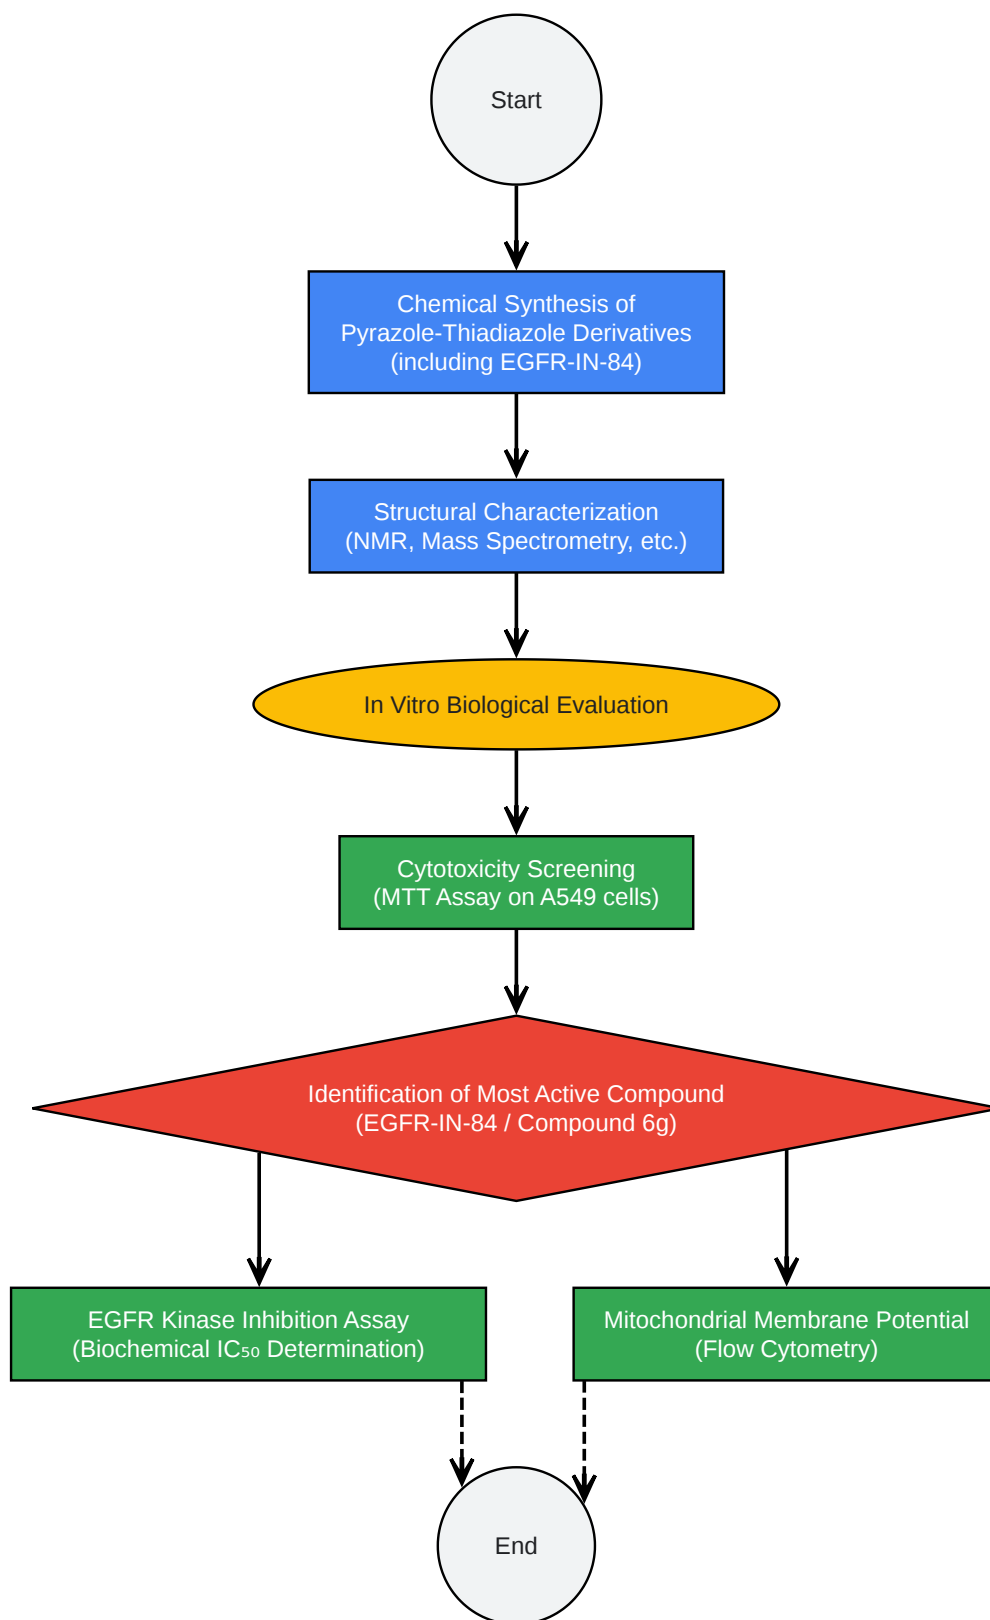 Start
Chemical Synthesis of
Pyrazole-Thiadiazole Derivatives
(including EGFR-IN-84)
Structural Characterization
(NMR, Mass Spectrometry, etc.)
In Vitro Biological Evaluation
Cytotoxicity Screening
(MTT Assay on A549 cells)
Identification of Most Active Compound
(EGFR-IN-84 / Compound 6g)
EGFR Kinase Inhibition Assay
(Biochemical IC₅₀ Determination)
Mitochondrial Membrane Potential
(Flow Cytometry)
End